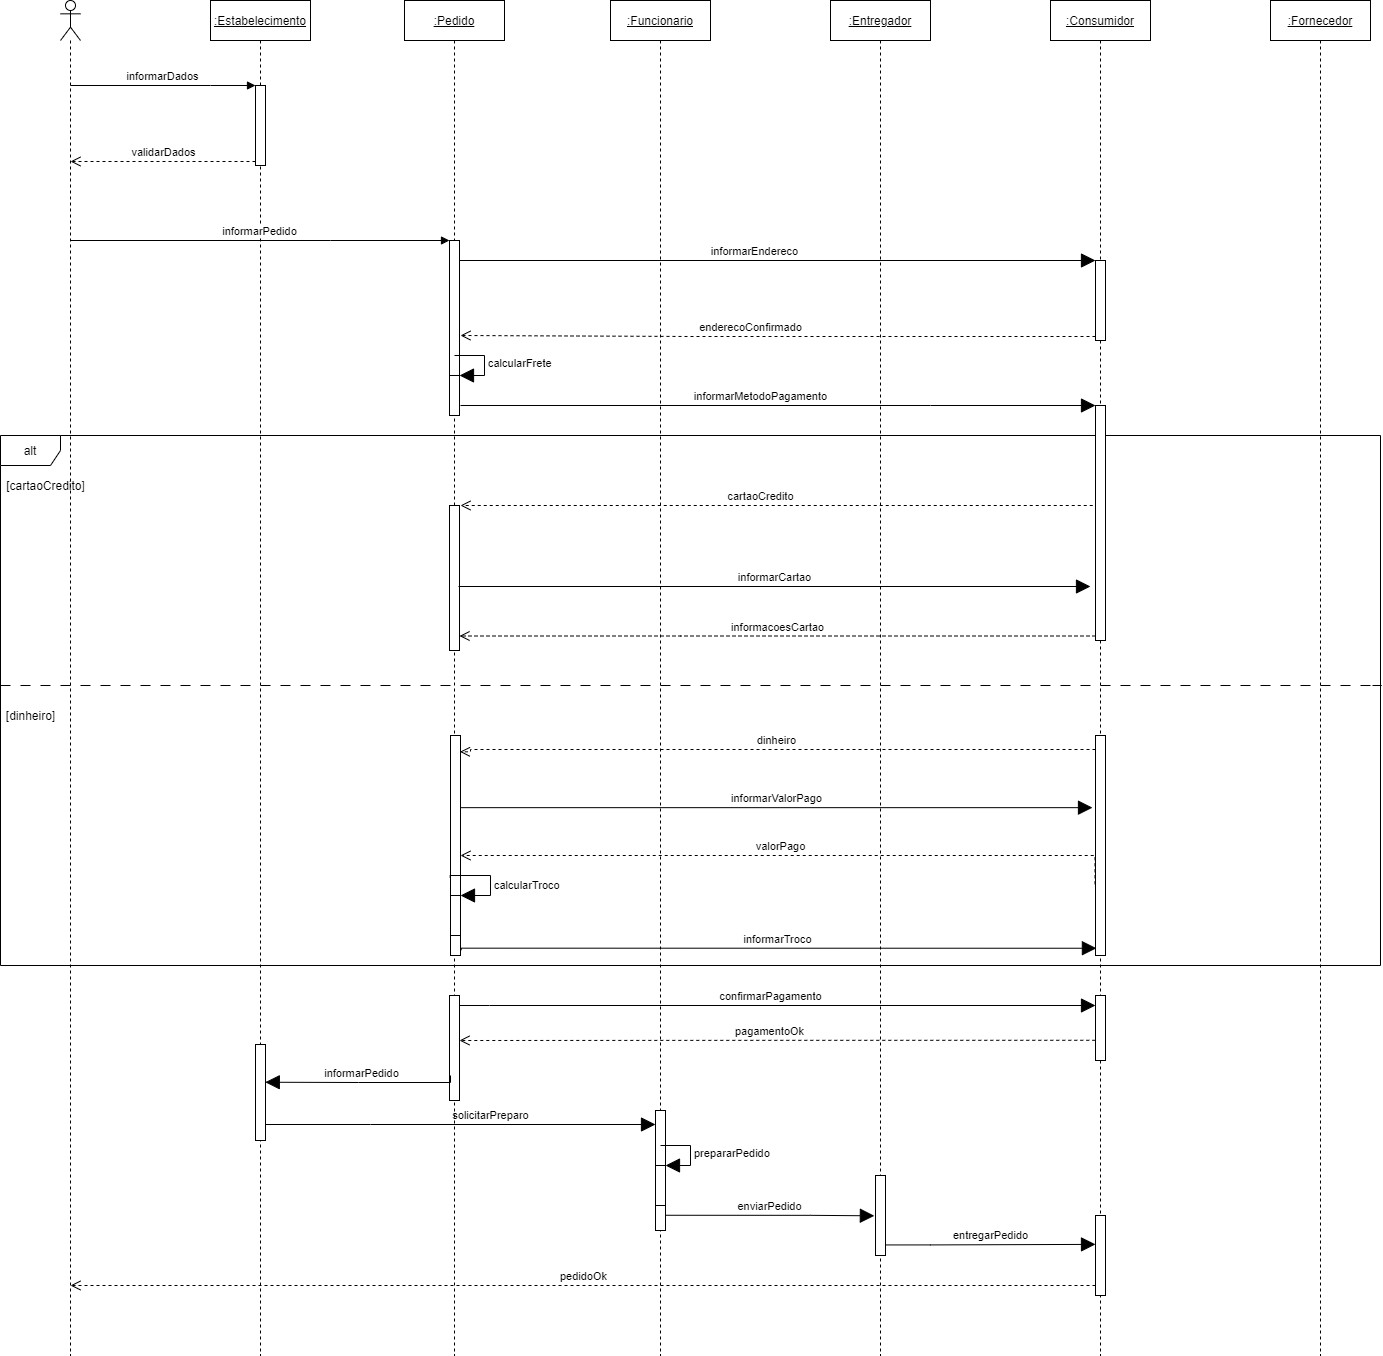 :Estabelecimento
:Pedido
:Funcionario
:Entregador
:Consumidor
:Fornecedor
informarDados
validarDados
informarPedido
informarEndereco
enderecoConfirmado
calcularFrete
informarMetodoPagamento
alt
[cartaoCredito]
cartaoCredito
informarCartao
informacoesCartao
[dinheiro]
dinheiro
informarValorPago
valorPago
calcularTroco
informarTroco
confirmarPagamento
pagamentoOk
informarPedido
solicitarPreparo
prepararPedido
enviarPedido
entregarPedido
pedidoOk